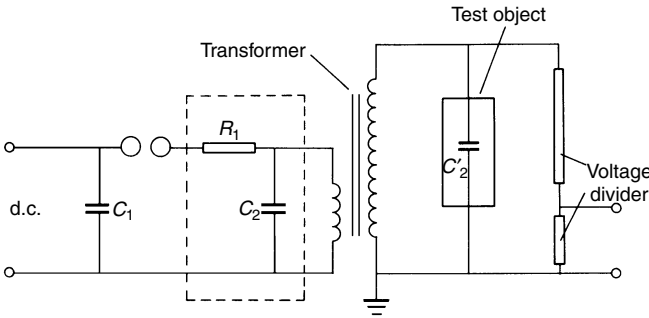 Test object
Transformer
R1
C'2
Voltage
divider
d.c.
C1
C2